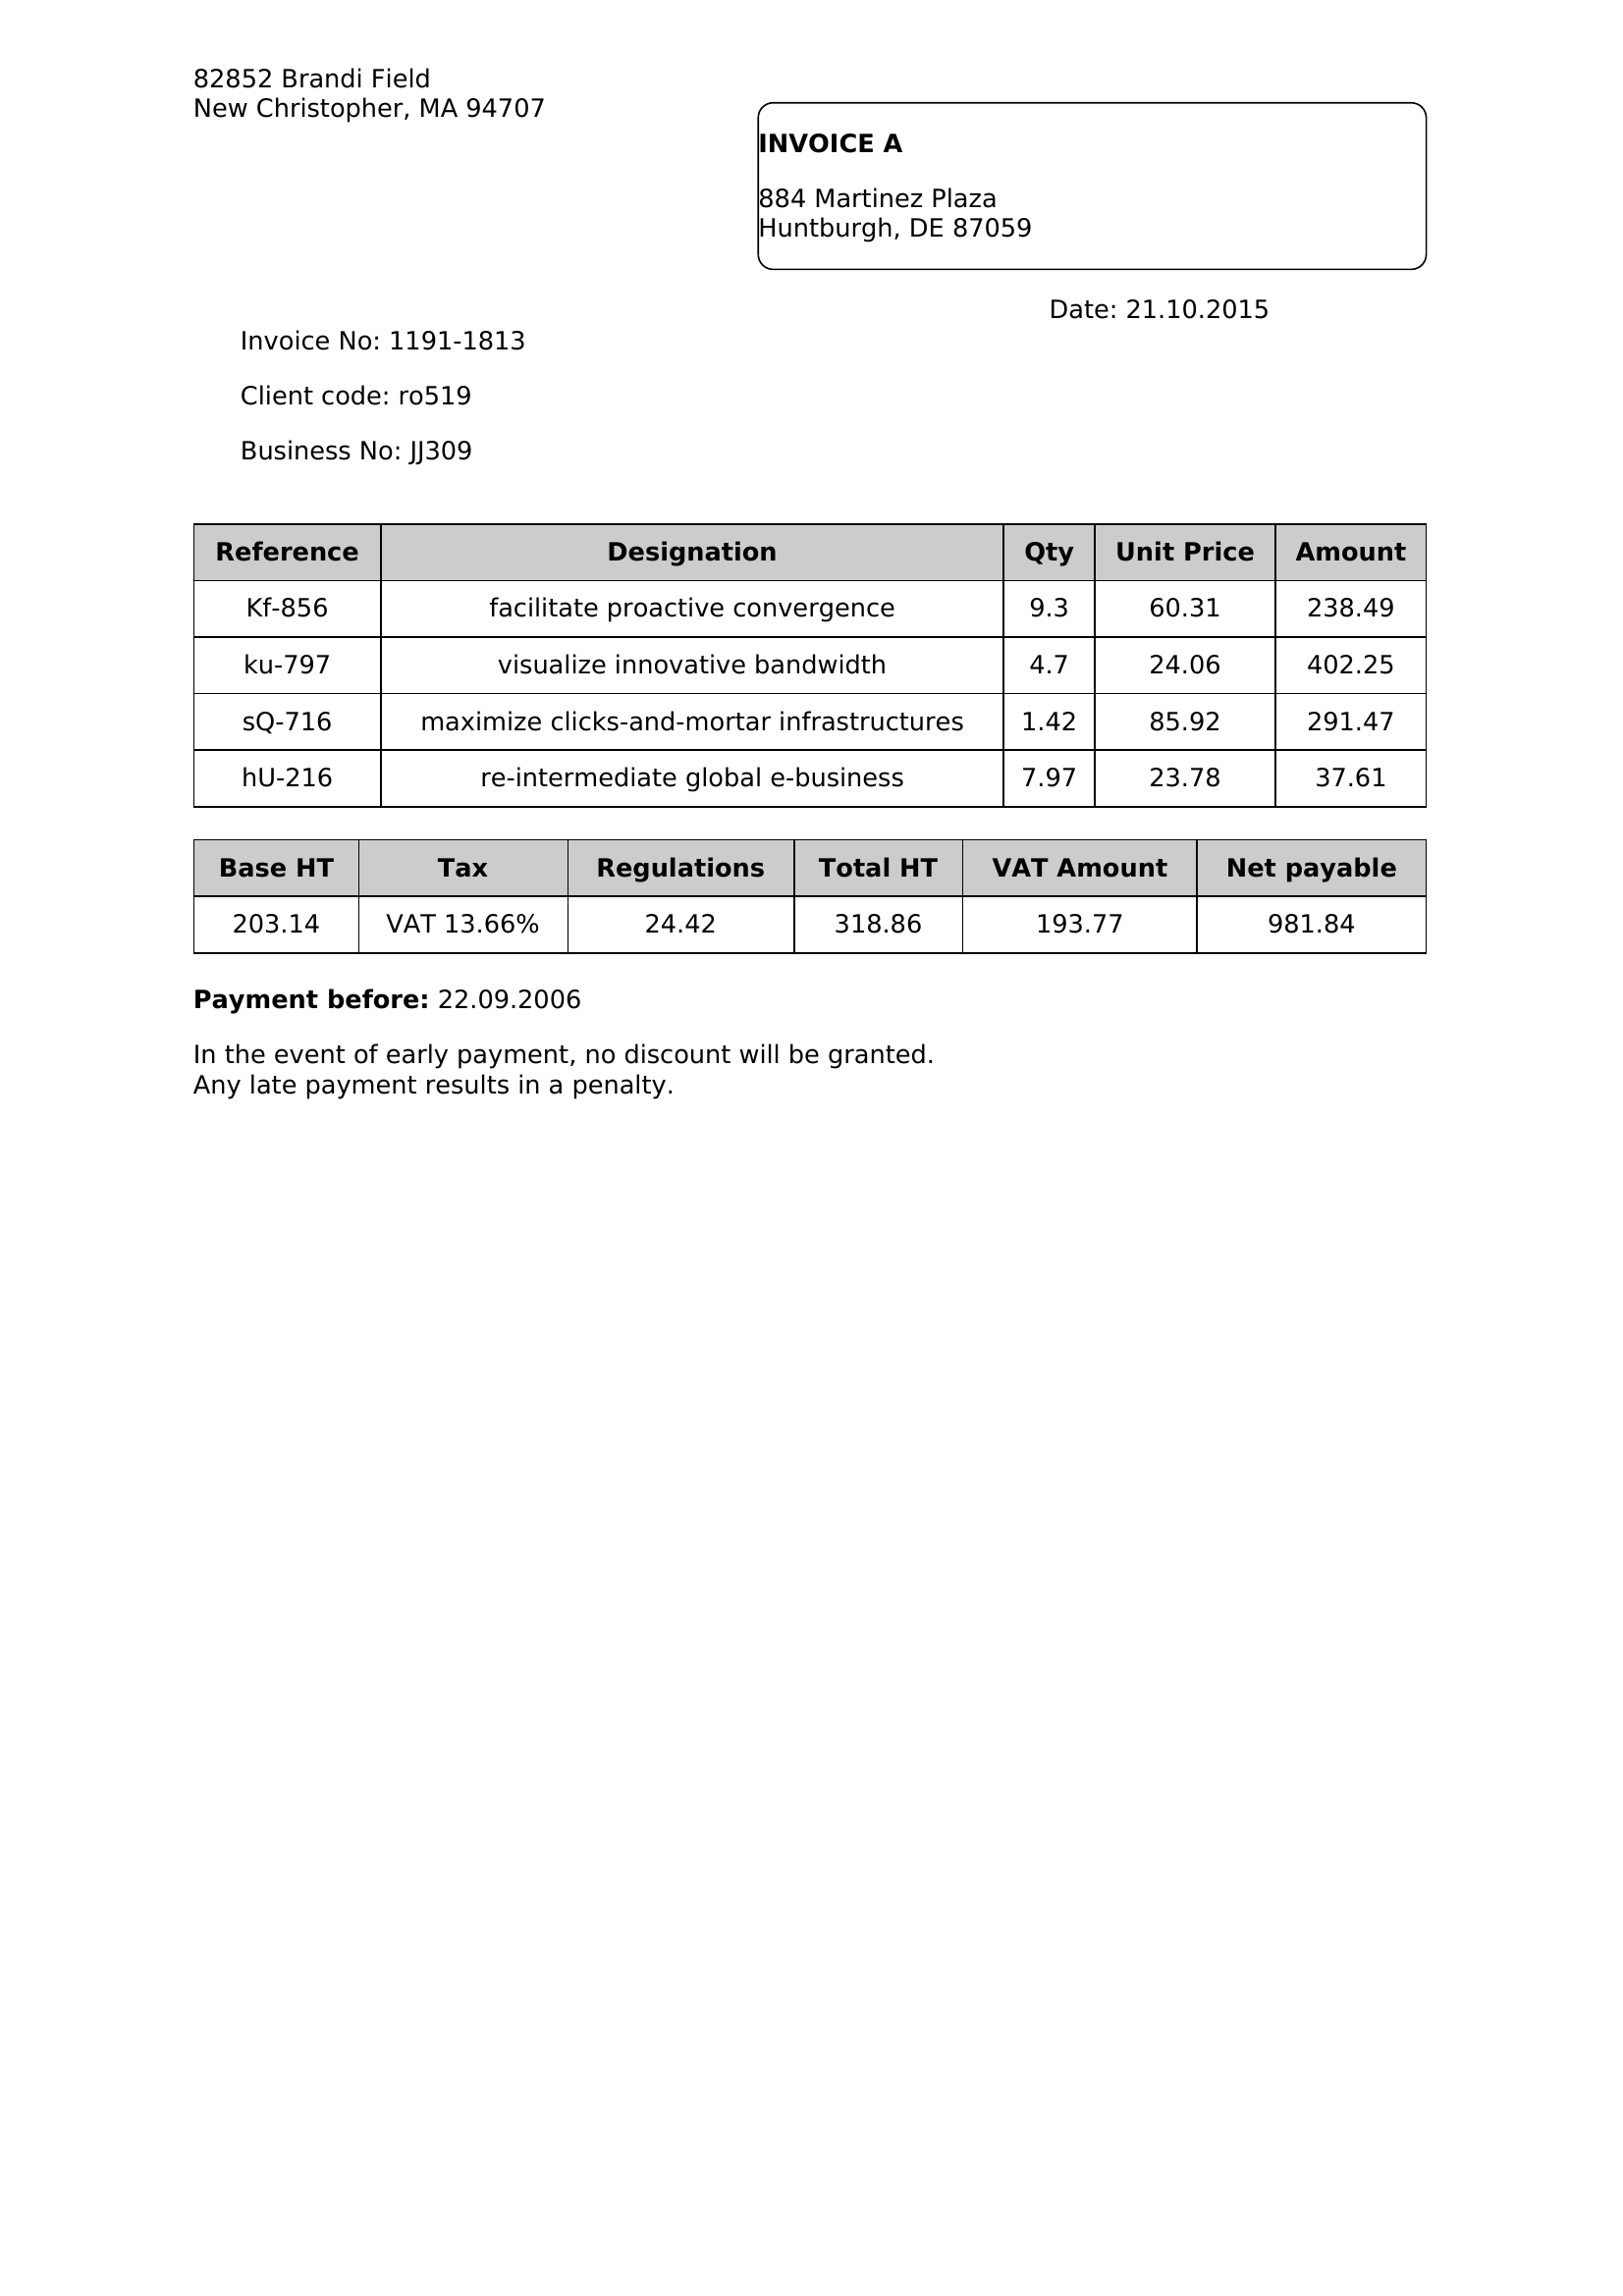 82852 Brandi Field
New Christopher, MA 94707
INVOICE A
884 Martinez Plaza
Huntburgh, DE 87059
Date: 21.10.2015
Invoice No: 1191-1813
Client code: ro519
Business No: JJ309
Reference Designation Qty Unit Price Amount
Kf-856 facilitate proactive convergence 9.3 60.31 238.49
ku-797 visualize innovative bandwidth 4.7 24.06 402.25
sQ-716 maximize clicks-and-mortar infrastructures 1.42 85.92 291.47
hU-216 re-intermediate global e-business 7.97 23.78 37.61
Base HT Tax Regulations Total HT VAT Amount Net payable
203.14 VAT 13.66% 24.42 318.86 193.77 981.84
Payment before: 22.09.2006
In the event of early payment, no discount will be granted.
Any late payment results in a penalty.